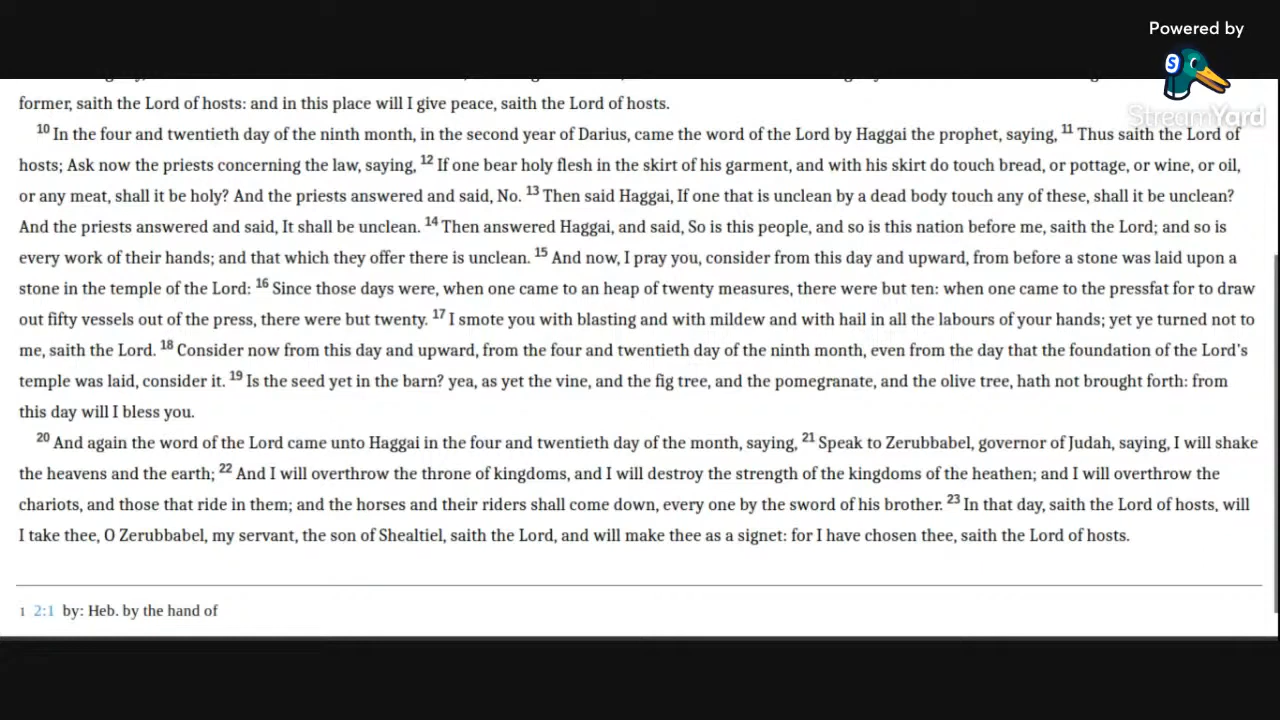 Powered by
StreamYard
former, saith the Lord of hosts: and in this place will I give peace, saith the Lord of hosts.
10 In the four and twentieth day of the ninth month, in the second year of Darius, came the word of the Lord by Haggai the prophet, saying, 11 Thus saith the Lord of
hosts; Ask now the priests concerning the law, saying, 12 If one bear holy flesh in the skirt of his garment, and with his skirt do touch bread, or pottage, or wine, or oil,
or any meat, shall it be holy? And the priests answered and said, No. 13 Then said Haggai, If one that is unclean by a dead body touch any of these, shall it be unclean?
And the priests answered and said, It shall be unclean. 14 Then answered Haggai, and said, So is this people, and so is this nation before me, saith the Lord; and so is
every work of their hands; and that which they offer there is unclean. 15 And now, I pray you, consider from this day and upward, from before a stone was laid upon a
stone in the temple of the Lord: 16 Since those days were, when one came to an heap of twenty measures, there were but ten: when one came to the pressfat for to draw
out fifty vessels out of the press, there were but twenty. 17 I smote you with blasting and with mildew and with hail in all the labours of your hands; yet ye turned not to
me, saith the Lord. 18 Consider now from this day and upward, from the four and twentieth day of the ninth month, even from the day that the foundation of the Lord's
temple was laid, consider it. 19 Is the seed yet in the barn? yea, as yet the vine, and the fig tree, and the pomegranate, and the olive tree, hath not brought forth: from
this day will I bless you.
20 And again the word of the Lord came unto Haggai in the four and twentieth day of the month, saying, 21 Speak to Zerubbabel, governor of Judah, saying, I will shake
the heavens and the earth; 22 And I will overthrow the throne of kingdoms, and I will destroy the strength of the kingdoms of the heathen; and I will overthrow the
chariots, and those that ride in them; and the horses and their riders shall come down, every one by the sword of his brother. 23 In that day, saith the Lord of hosts, will
I take thee, O Zerubbabel, my servant, the son of Shealtiel, saith the Lord, and will make thee as a signet: for I have chosen thee, saith the Lord of hosts.
1 2:1 by: Heb. by the hand of